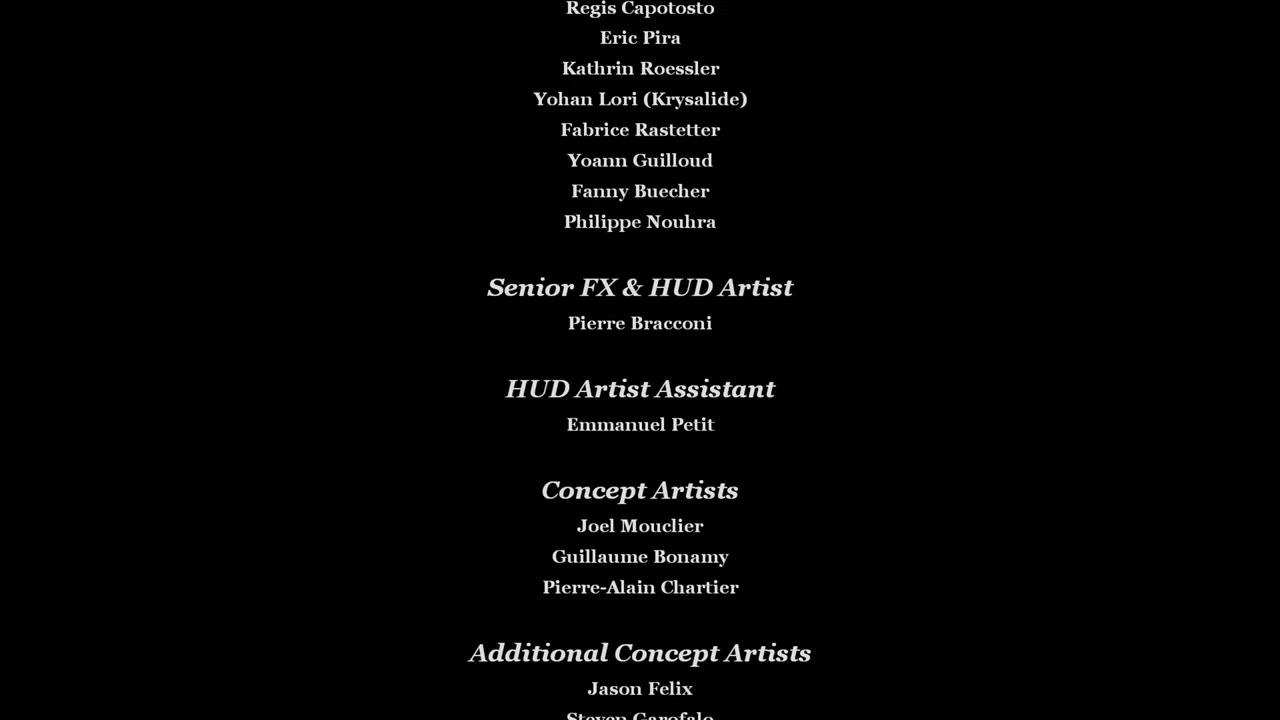 Regis Capotosto
Eric Pira
Kathrin Roessler
Yohan Lori (Krysalide)
Fabrice Rastetter
Yoann Guilloud
Fanny Buecher
Philippe Nouhra
Senior FX & HUD Artist
Pierre Bracconi
HUD Artist Assistant
Emmanuel Petit
Concept Artists
Joel Mouclier
Guillaume Bonamy
Pierre-Alain Chartier
Additional Concept Artists
Jason Felix
Steven Garofalo